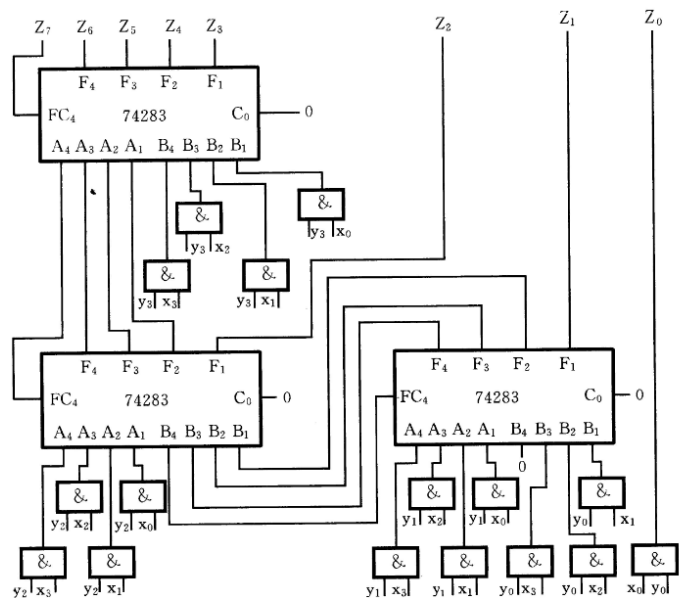 Z₇ Z₆ Z₅ Z₄ Z₃ Z₂ Z₁ Z₀
F₄ F₃ F₂ F₁
FC₄ 74283 C₀ 0
A₄ A₃ A₂ A₁ B₄ B₃ B₂ B₁
&
y₃ x₀
&
y₃ x₂
&
y₃ x₃
&
y₃ x₁
F₄ F₃ F₂ F₁
FC₄ 74283 C₀ 0
A₄ A₃ A₂ A₁ B₄ B₃ B₂ B₁
F₄ F₃ F₂ F₁
FC₄ 74283 C₀ 0
A₄ A₃ A₂ A₁ B₄ B₃ B₂ B₁
0
&
y₂ x₂
&
y₂ x₀
&
y₁ x₂
&
y₁ x₀
&
y₀ x₁
&
y₂ x₃
&
y₂ x₁
&
y₁ x₃
&
y₁ x₁
&
y₀ x₃
&
y₀ x₂
&
x₀ y₀